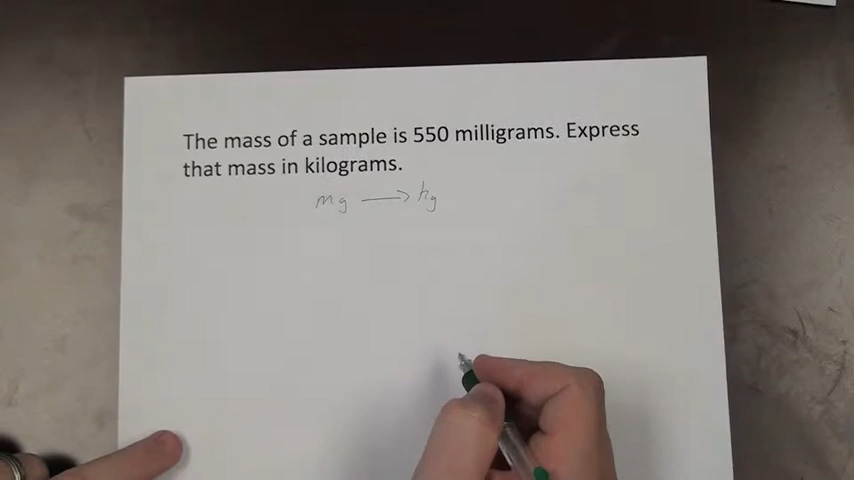 The mass of a sample is 550 milligrams. Express
that mass in kilograms.
mg → kg